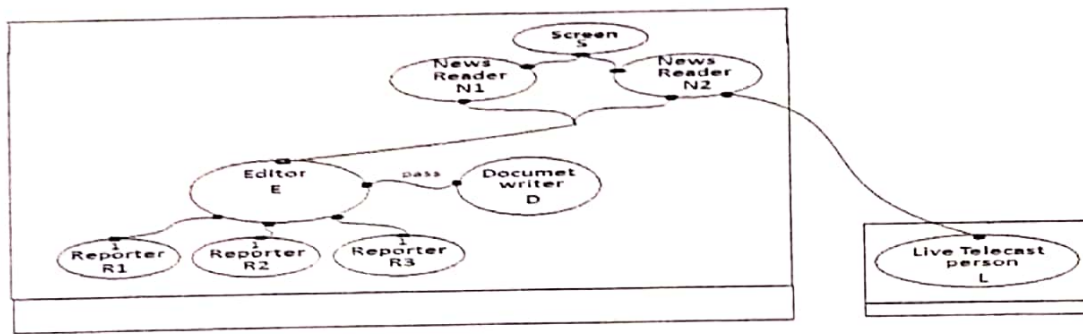 Screen
S
News
Reader
N1
News
Reader
N2
Editor
E
pass
Documet
writer
D
1
Reporter
R1
1
Reporter
R2
1
Reporter
R3
Live Telecast
person
L